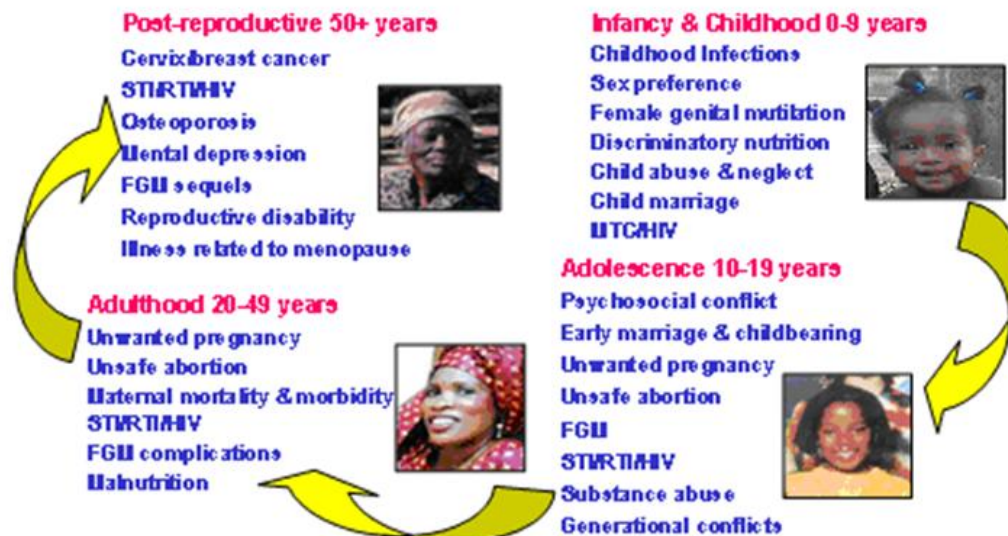 Post-reproductive 50+ years
Cervix/breast cancer
STI/RTI/HIV
Osteoporosis
Mental depression
FGM sequels
Reproductive disability
Illness related to menopause
Infancy & Childhood 0-9 years
Childhood Infections
Sex preference
Female genital mutilation
Discriminatory nutrition
Child abuse & neglect
Child marriage
MTC/HIV
Adolescence 10-19 years
Psychosocial conflict
Early marriage & childbearing
Unwanted pregnancy
Unsafe abortion
FGM
STI/RTI/HIV
Substance abuse
Generational conflicts
Adulthood 20-49 years
Unwanted pregnancy
Unsafe abortion
Maternal mortality & morbidity
STI/RTI/HIV
FGM complications
Malnutrition